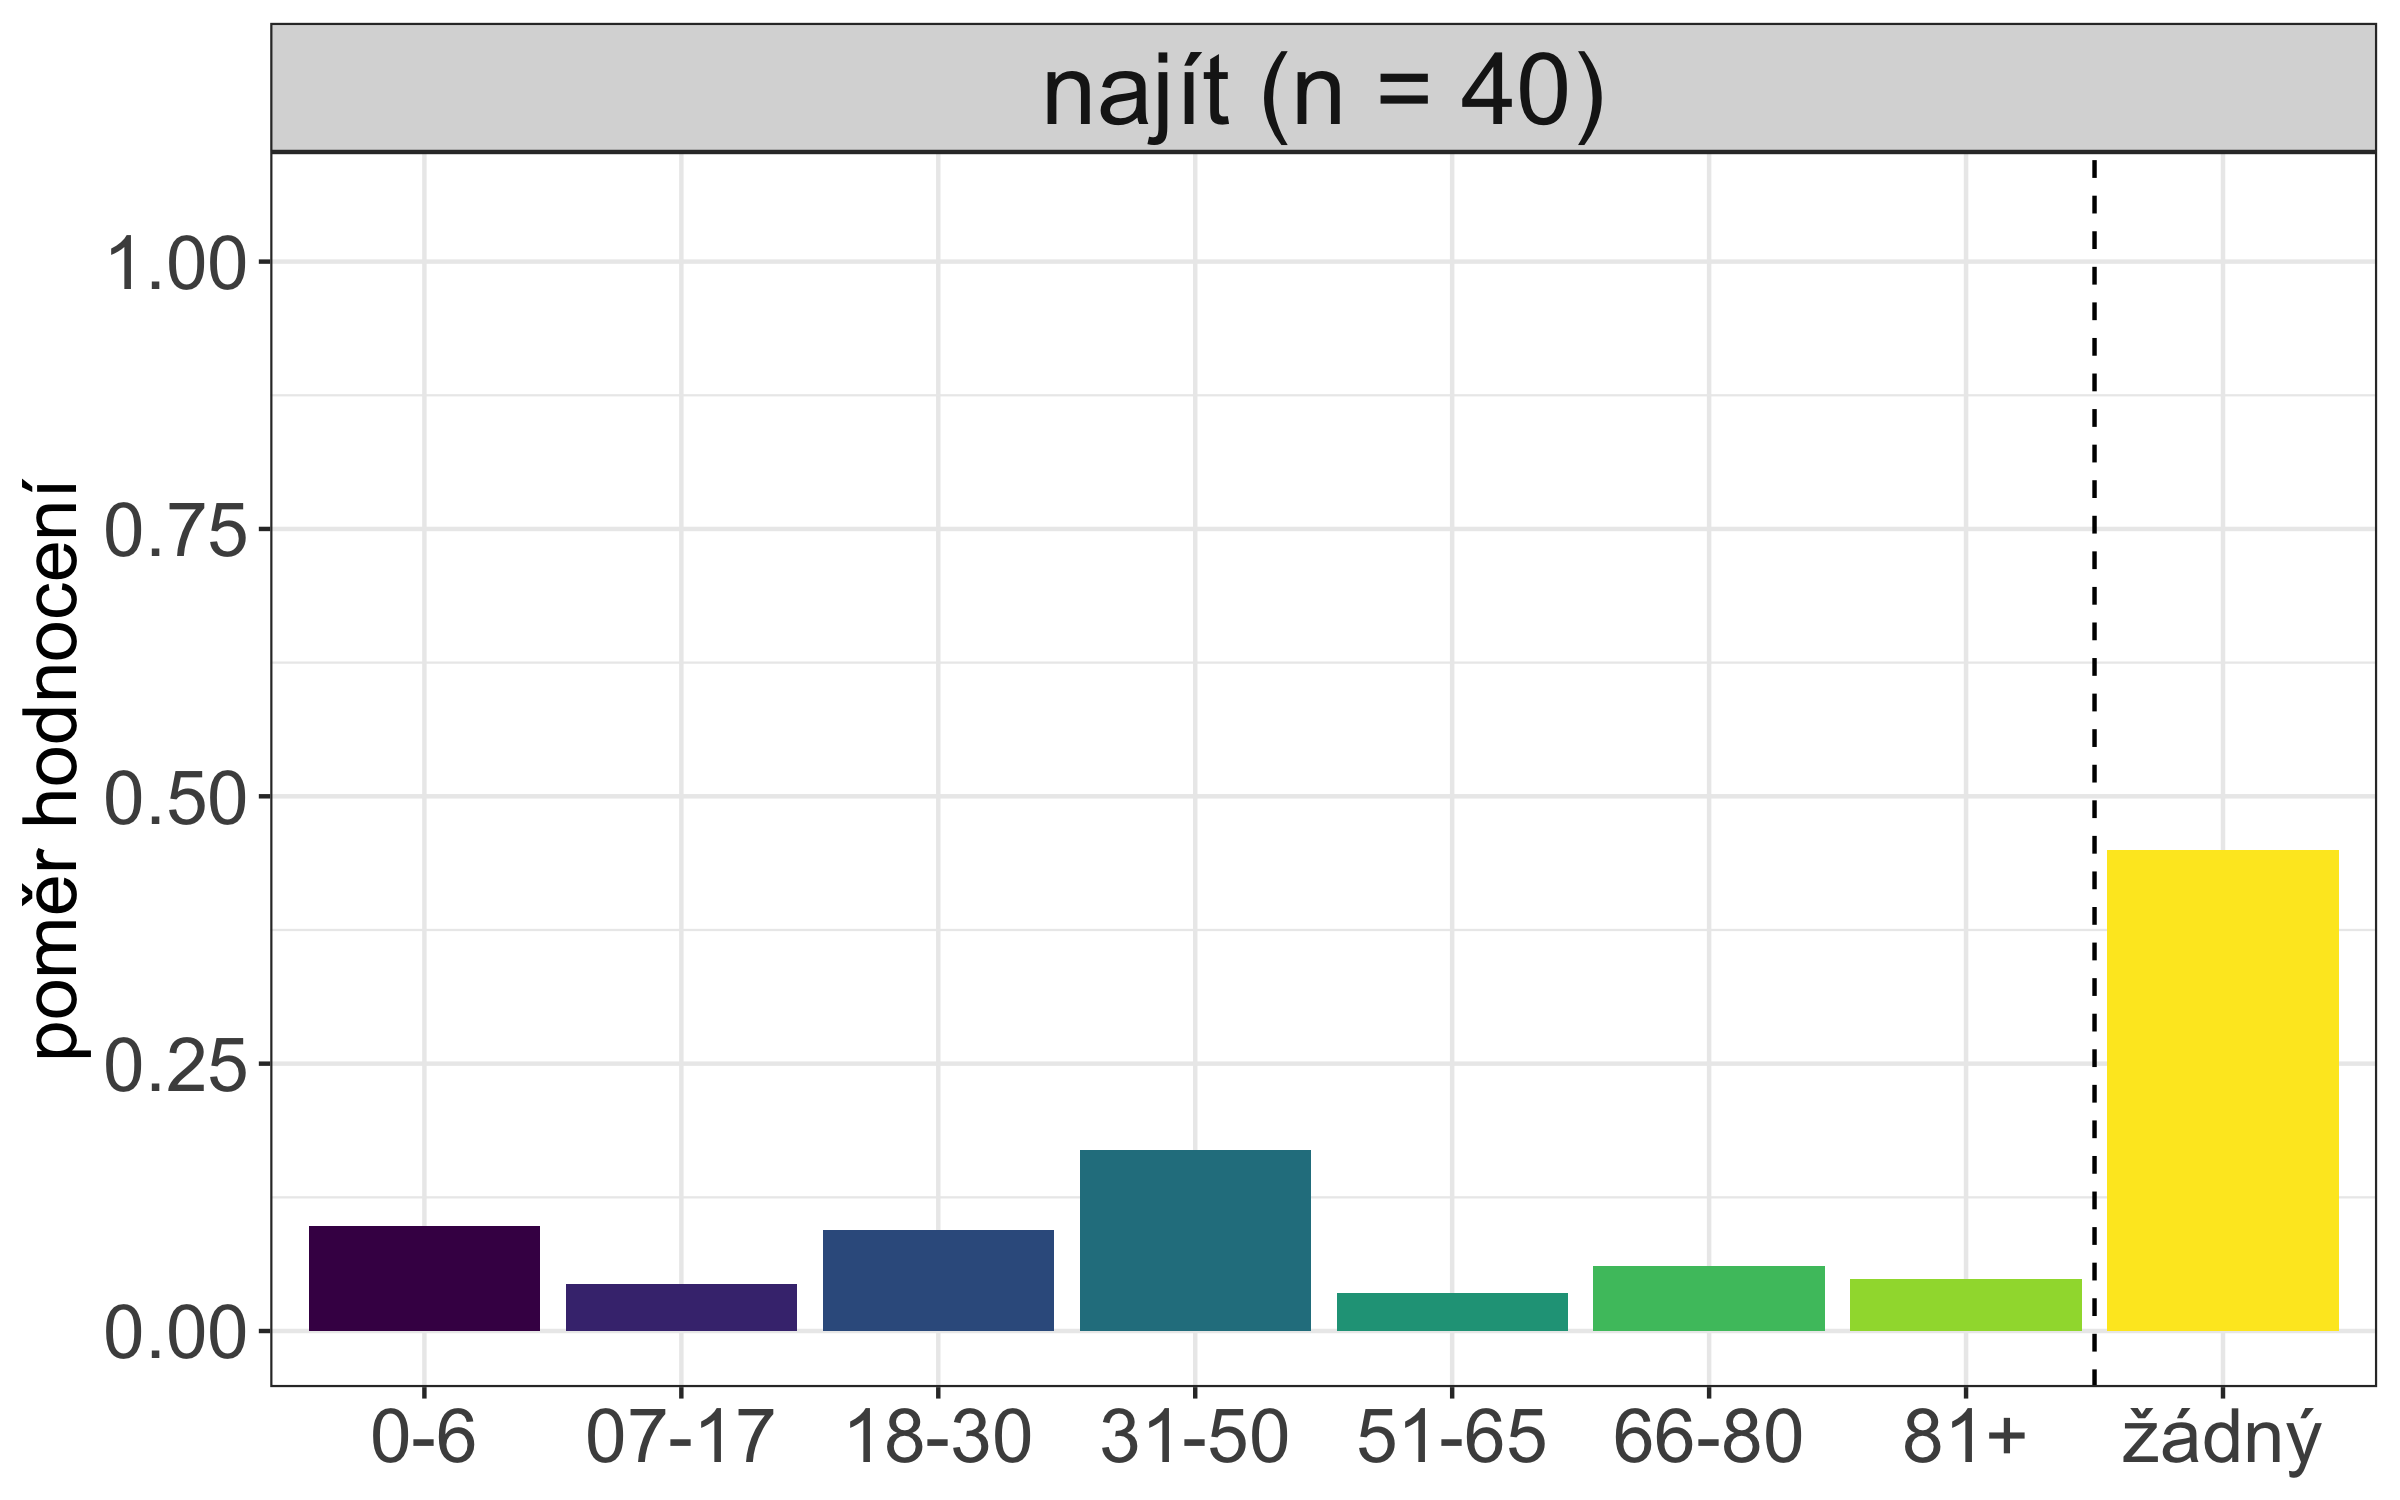 najít (n = 40)
poměr hodnocení
1.00
0.75
0.50
0.25
0.00
0-6 07-17 18-30 31-50 51-65 66-80 81+ žádný